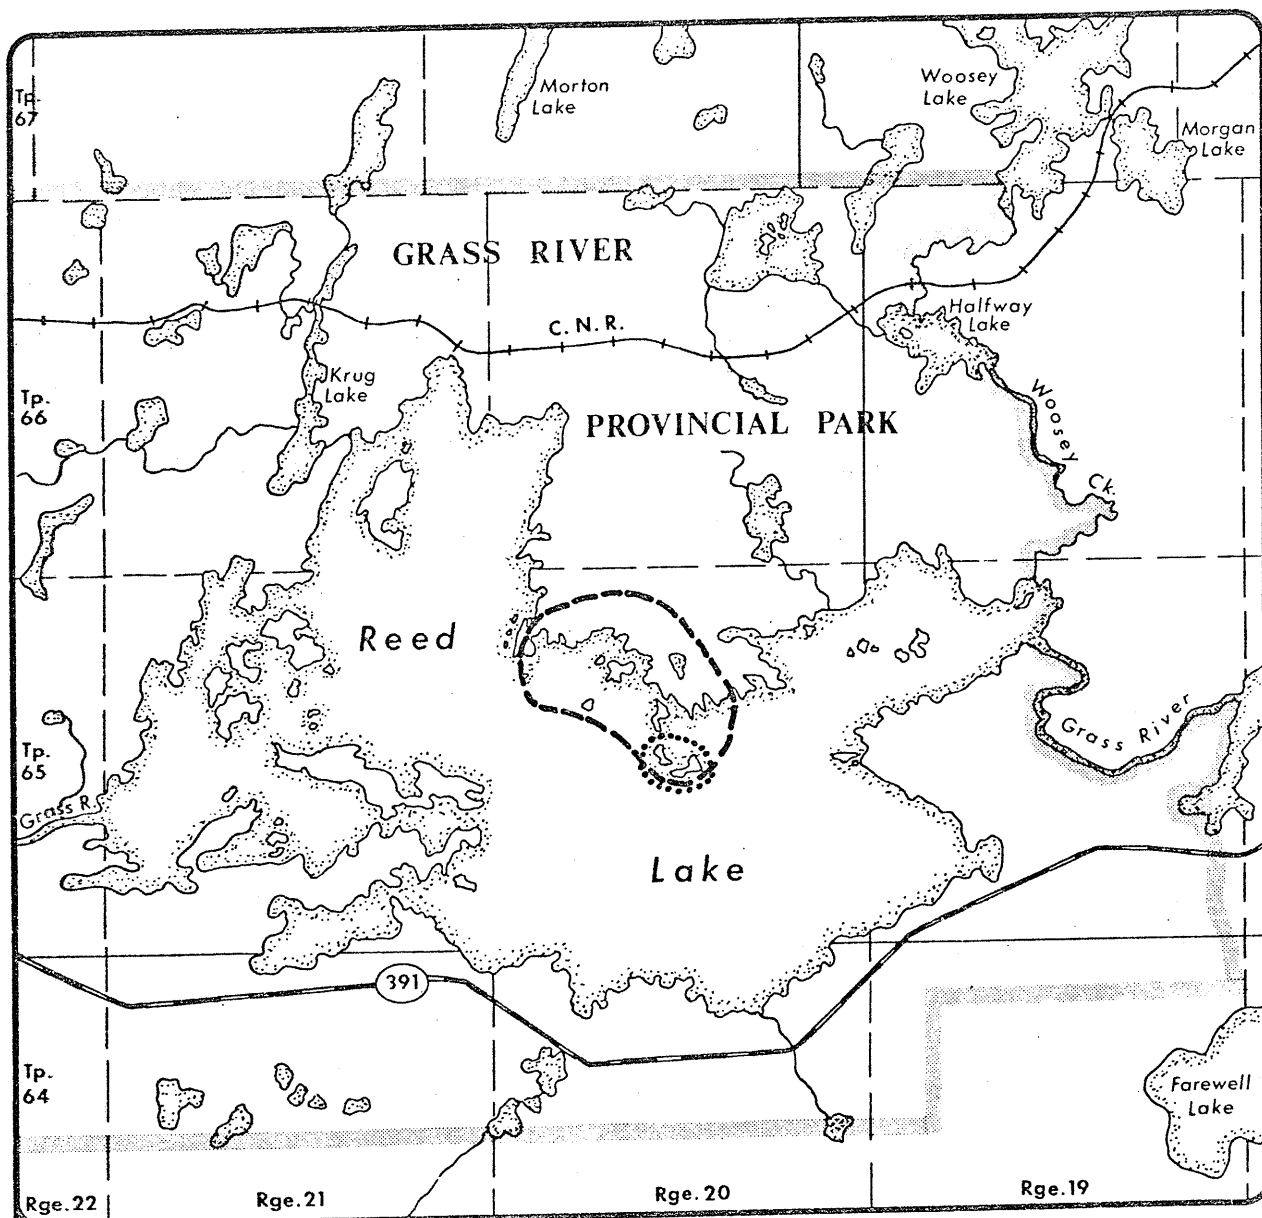 Tp.
67
Morton
Lake
Woosey
Lake
Morgan
Lake
GRASS RIVER
C.N.R.
Halfway
Lake
Krug
Lake
Tp.
66
PROVINCIAL PARK
Woosey Ck.
Reed
Grass River
Tp.
65
Grass R.
Lake
391
Tp.
64
Farewell
Lake
Rge.22
Rge.21
Rge.20
Rge.19